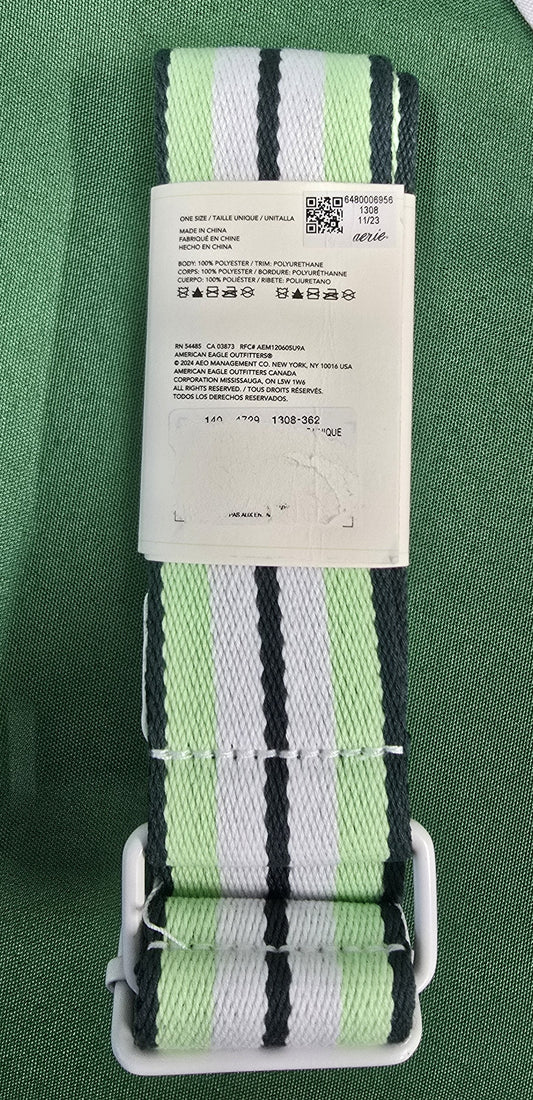 6480006956
1308
11/23
aerie®
ONE SIZE / TAILLE UNIQUE / UNITALLA
MADE IN CHINA
FABRIQUÉ EN CHINE
HECHO EN CHINA
BODY: 100% POLYESTER / TRIM: POLYURETHANE
CORPS: 100% POLYESTER / BORDURE: POLYURÉTHANNE
CUERPO: 100% POLIÉSTER / RIBETE: POLIURETANO
RN 54485 CA 03873 RFC# AEM120605U9A
AMERICAN EAGLE OUTFITTERS®
© 2024 AEO MANAGEMENT CO. NEW YORK, NY 10016 USA
AMERICAN EAGLE OUTFITTERS CANADA
CORPORATION MISSISSAUGA, ON L5W 1W6
ALL RIGHTS RESERVED. / TOUS DROITS RÉSERVÉS.
TODOS LOS DERECHOS RESERVADOS.
1308-362